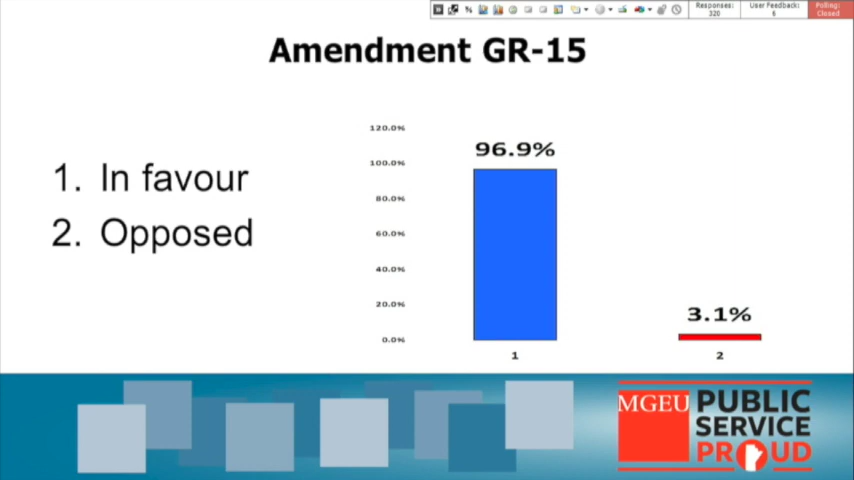 Responses:
320
User Feedback:
6
Polling:
Closed
Amendment GR-15
1. In favour
2. Opposed
120.0%
100.0%
80.0%
60.0%
40.0%
20.0%
0.0%
96.9%
3.1%
1
2
MGEU
PUBLIC
SERVICE
PROUD